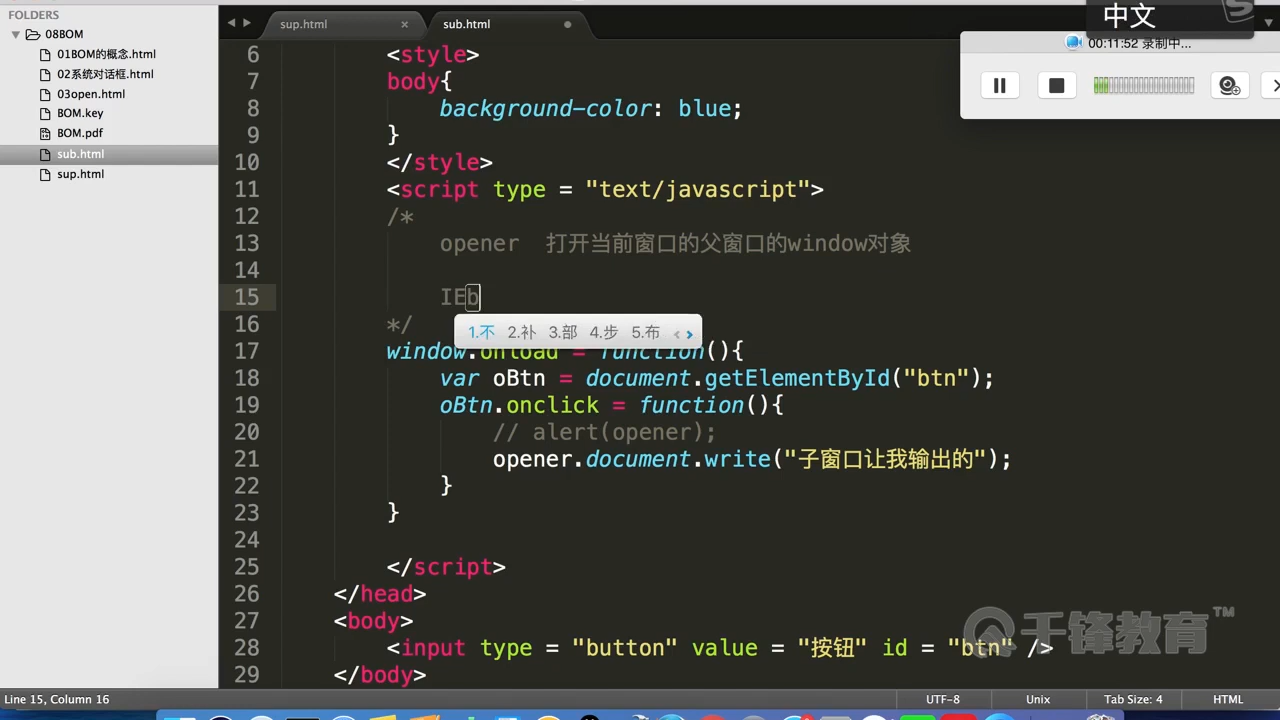 FOLDERS
08BOM
01BOM的概念.html
02系统对话框.html
03open.html
BOM.key
BOM.pdf
sub.html
sup.html
sup.html ×
sub.html
中文
00:11:52 录制中...
6 <style>
7 body{
8 background-color: blue;
9 }
10 </style>
11 <script type = "text/javascript">
12 /*
13 opener 打开当前窗口的父窗口的window对象
14
15 IEb
1.不 2.补 3.部 4.步 5.布
16 */
17 window.onload = function(){
18 var oBtn = document.getElementById("btn");
19 oBtn.onclick = function(){
20 // alert(opener);
21 opener.document.write("子窗口让我输出的");
22 }
23 }
24
25 </script>
26 </head>
27 <body>
28 <input type = "button" value = "按钮" id = "btn" />
29 </body>
千锋教育™
Line 15, Column 16
UTF-8
Unix
Tab Size: 4
HTML